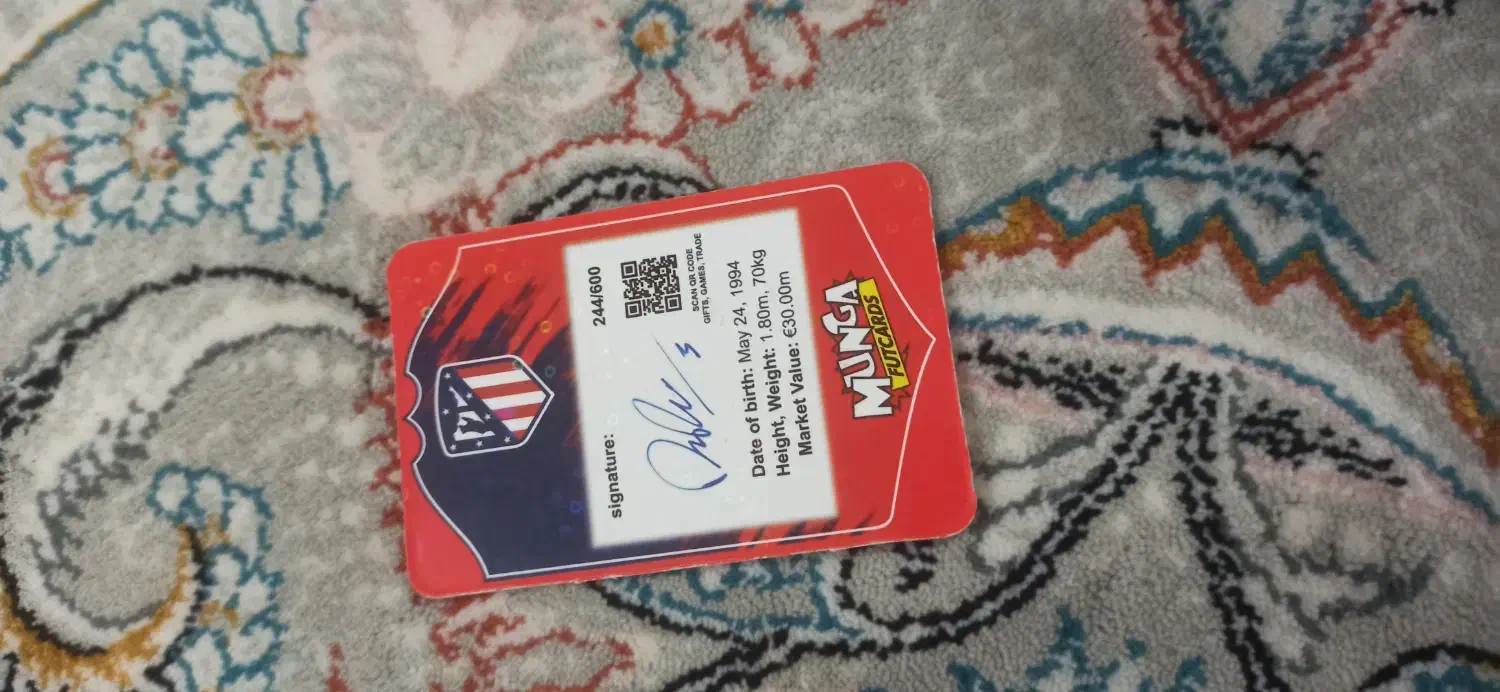 244/600
SCAN QR CODE
GIFTS, GAMES, TRADE
signature:
Date of birth: May 24, 1994
Height, Weight: 1.80m, 70kg
Market Value: €30.00m
MUNGA
FUTCARDS